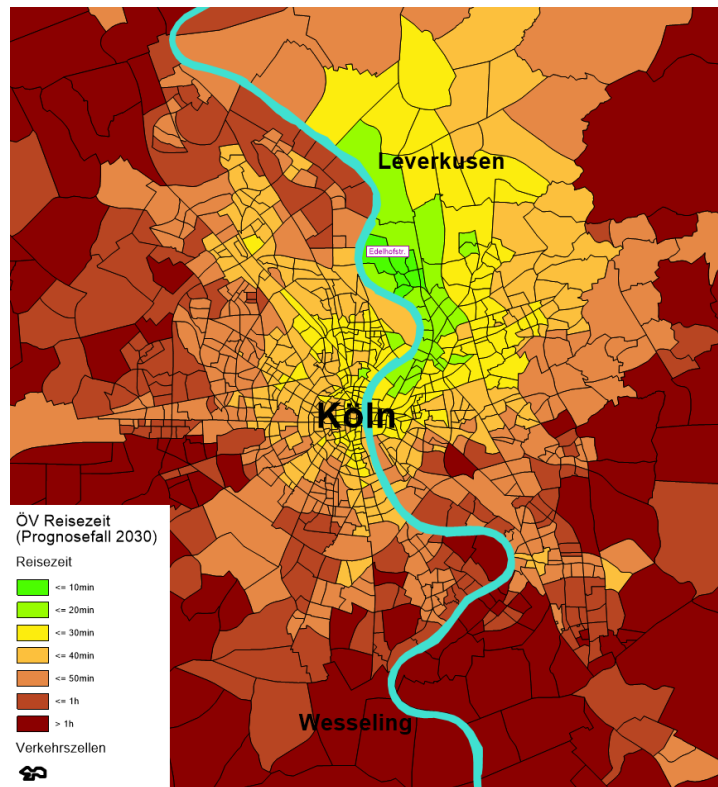 Leverkusen
Edelhofstr.
Köln
Wesseling
ÖV Reisezeit
(Prognosefall 2030)
Reisezeit
<= 10min
<= 20min
<= 30min
<= 40min
<= 50min
<= 1h
> 1h
Verkehrszellen